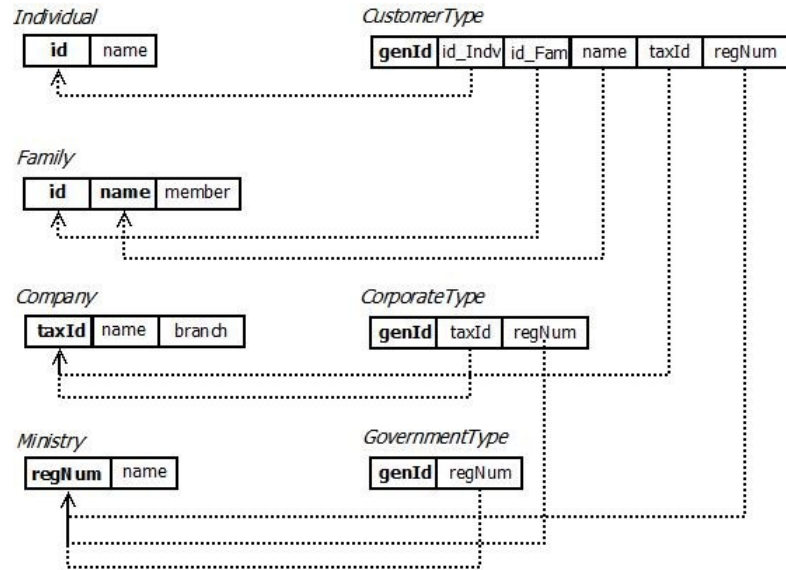 Individual CustomerType
id name genId id_Indv id_Fam name taxId regNum
Family
id name member
Company CorporateType
taxId name branch genId taxId regNum
Ministry GovernmentType
regNum name genId regNum